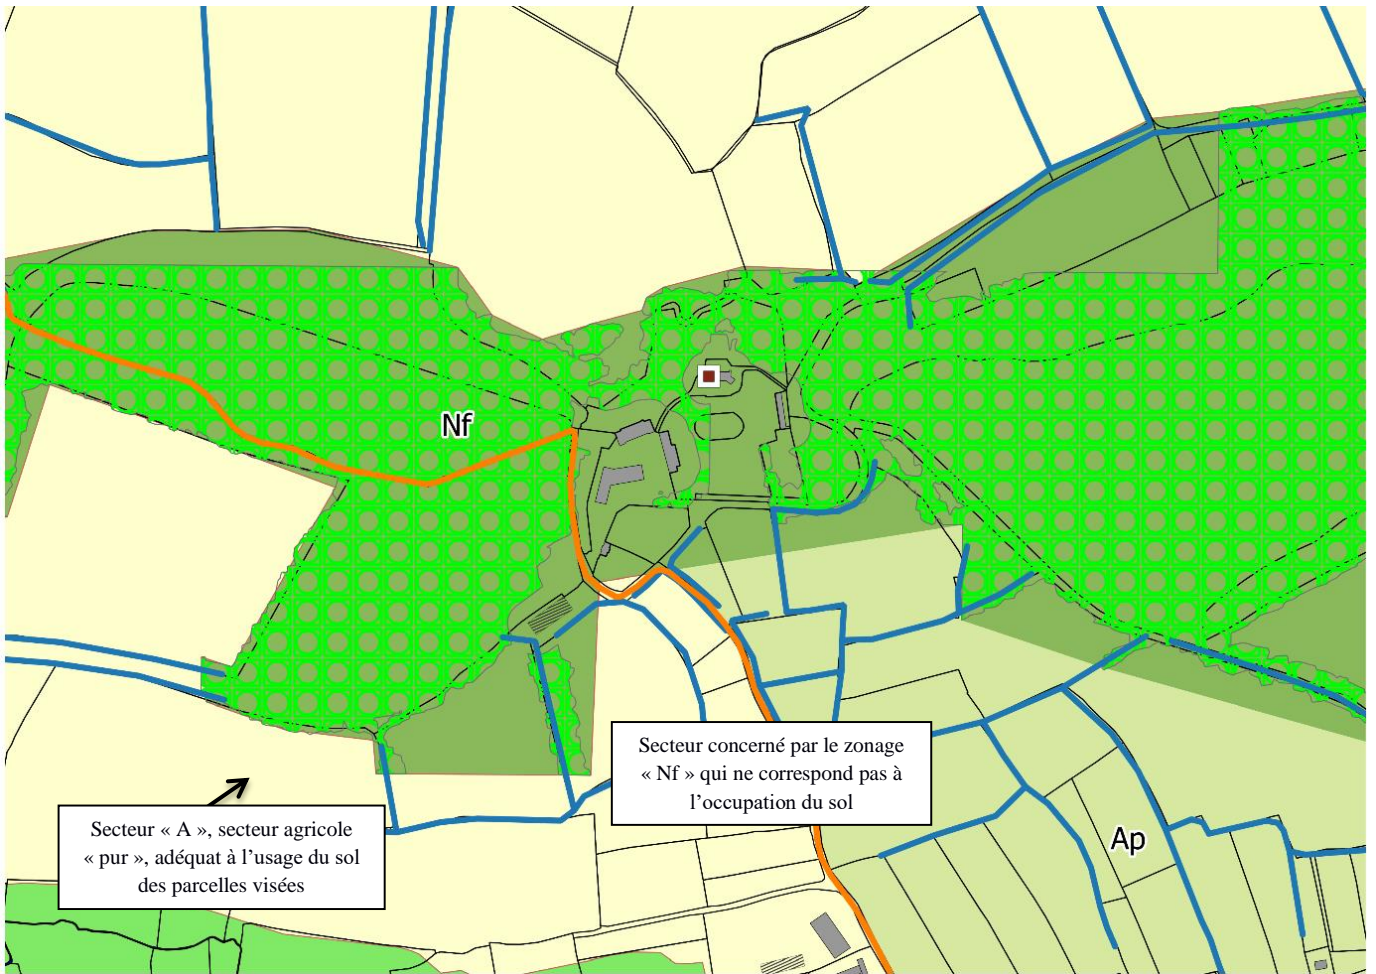 Nf
Secteur concerné par le zonage
« Nf » qui ne correspond pas à
l’occupation du sol
Secteur « A », secteur agricole
« pur », adéquat à l’usage du sol
des parcelles visées
Ap